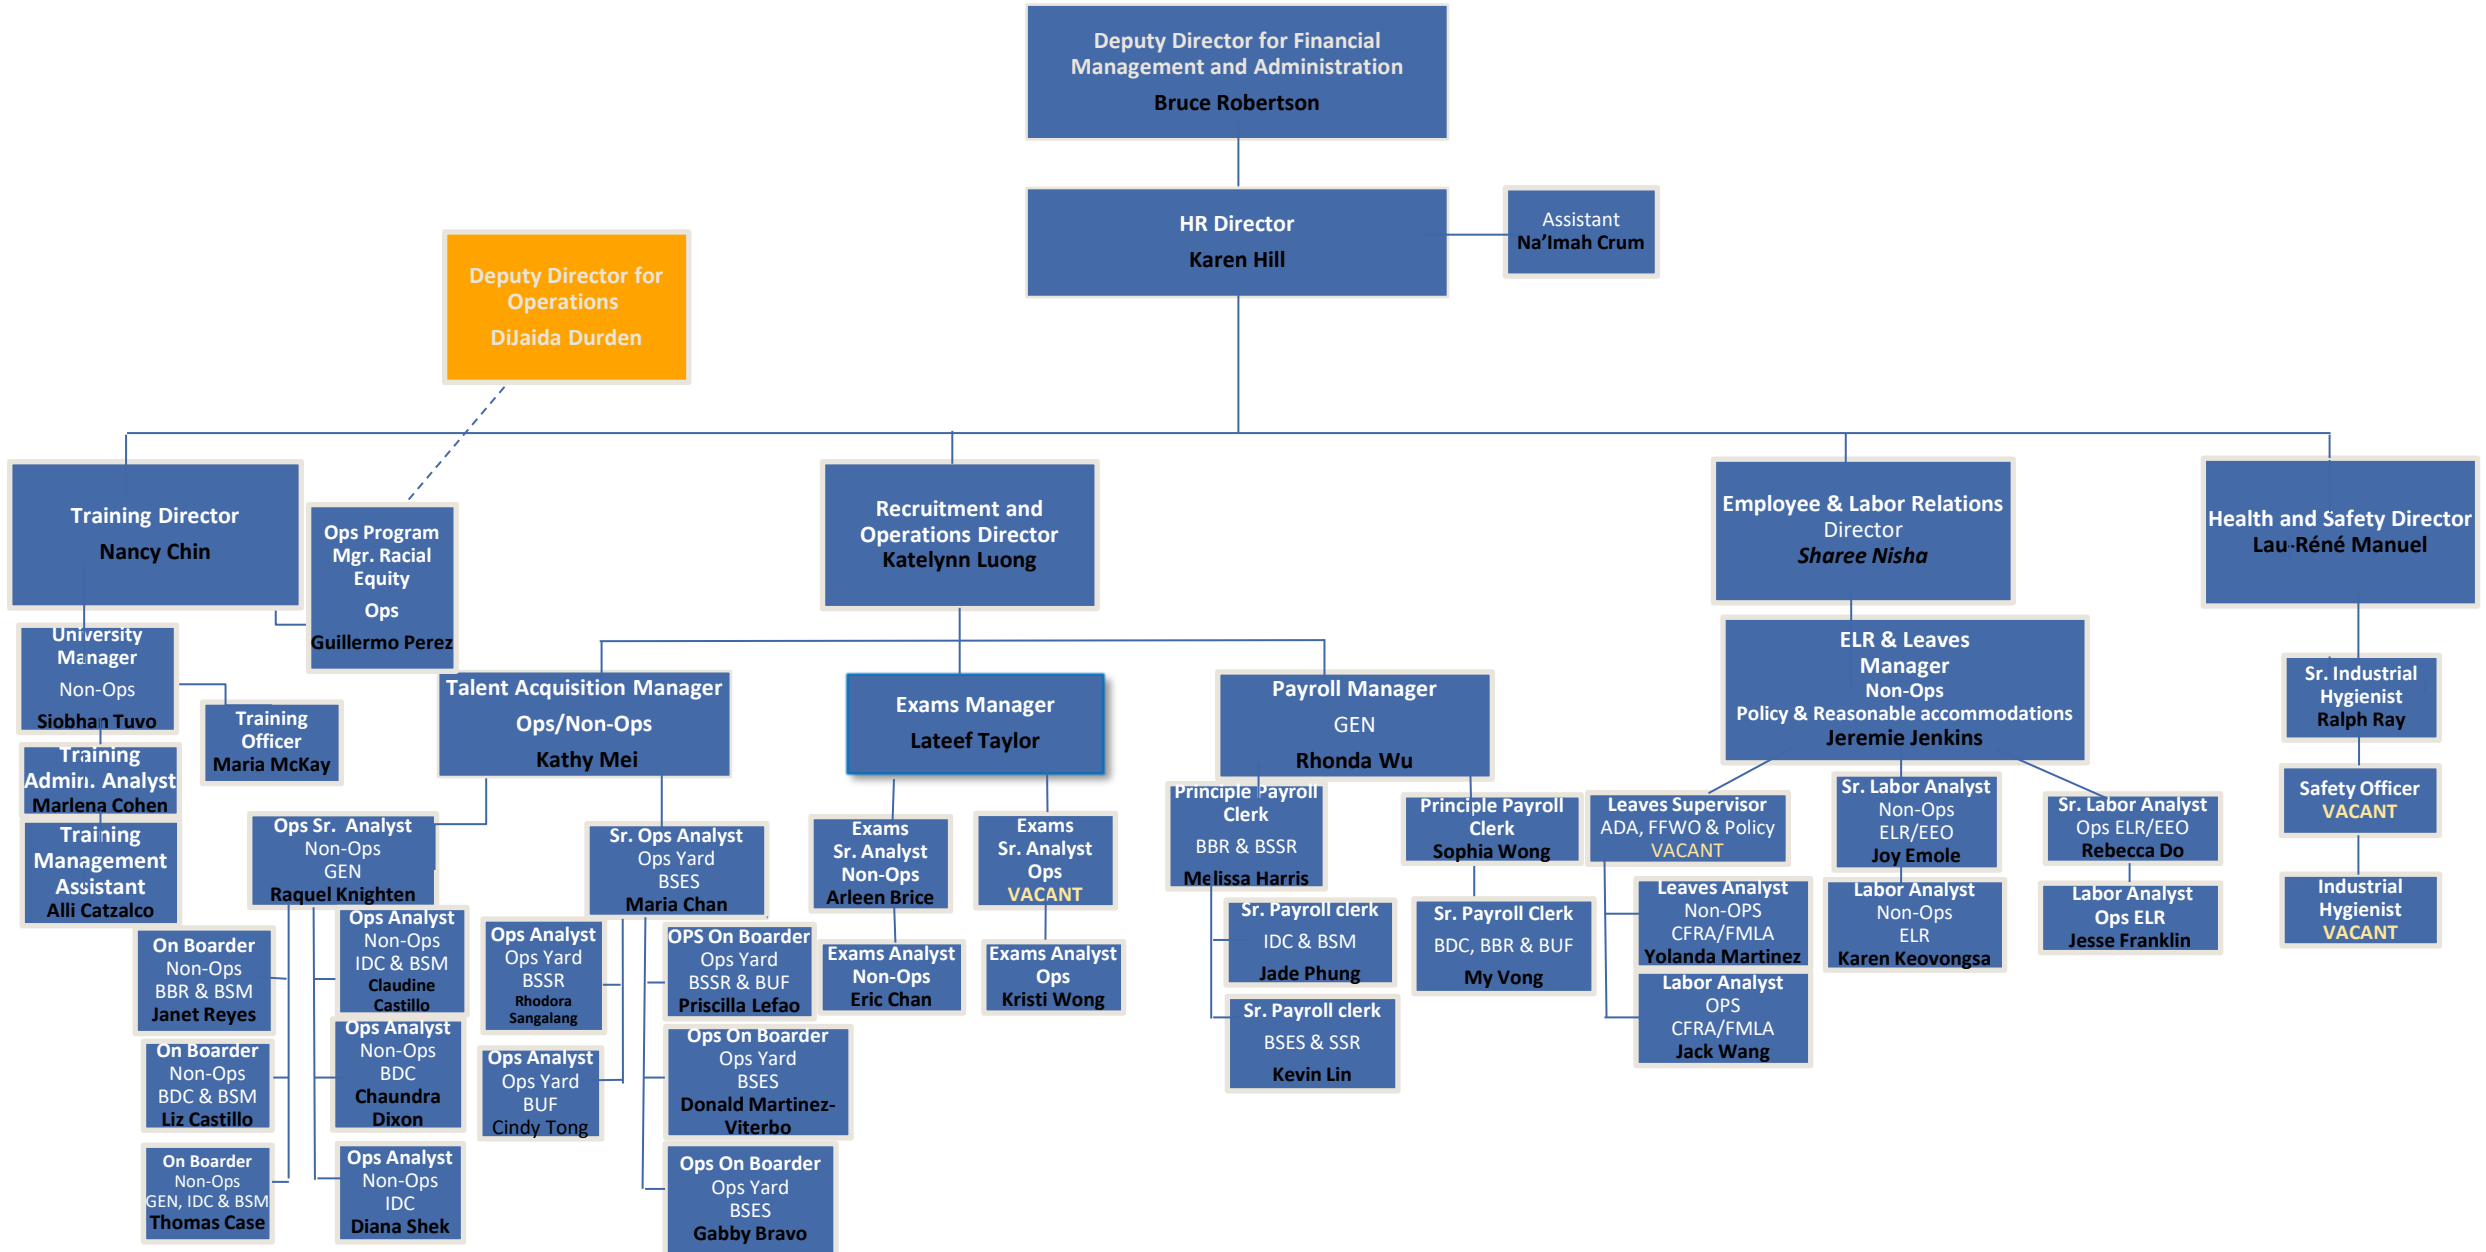 Deputy Director for Financial
Management and Administration
Bruce Robertson
HR Director
Karen Hill
Assistant
Na’Imah Crum
Deputy Director for
Operations
DiJaida Durden
Training Director
Nancy Chin
Ops Program
Mgr. Racial
Equity
Ops
Guillermo Perez
Recruitment and
Operations Director
Katelynn Luong
Employee & Labor Relations
Director
Sharee Nisha
Health and Safety Director
Lau-Réné Manuel
University
Manager
Non-Ops
Siobhan Tuvo
Training
Officer
Maria McKay
Training
Admin. Analyst
Marlena Cohen
Training
Management
Assistant
Alli Catzalco
Talent Acquisition Manager
Ops/Non-Ops
Kathy Mei
Exams Manager
Lateef Taylor
Payroll Manager
GEN
Rhonda Wu
ELR & Leaves
Manager
Non-Ops
Policy & Reasonable accommodations
Jeremie Jenkins
Sr. Industrial
Hygienist
Ralph Ray
Safety Officer
VACANT
Industrial
Hygienist
VACANT
Ops Sr. Analyst
Non-Ops
GEN
Raquel Knighten
On Boarder
Non-Ops
BBR & BSM
Janet Reyes
On Boarder
Non-Ops
BDC & BSM
Liz Castillo
On Boarder
Non-Ops
GEN, IDC & BSM
Thomas Case
Ops Analyst
Non-Ops
IDC & BSM
Claudine
Castillo
Ops Analyst
Non-Ops
BDC
Chaundra
Dixon
Ops Analyst
Non-Ops
IDC
Diana Shek
Sr. Ops Analyst
Ops Yard
BSES
Maria Chan
Ops Analyst
Ops Yard
BSSR
Rhodora
Sangalang
Ops Analyst
Ops Yard
BUF
Cindy Tong
OPS On Boarder
Ops Yard
BSSR & BUF
Priscilla Lefao
Ops On Boarder
Ops Yard
BSES
Donald Martinez-
Viterbo
Ops On Boarder
Ops Yard
BSES
Gabby Bravo
Exams
Sr. Analyst
Non-Ops
Arleen Brice
Exams Analyst
Non-Ops
Eric Chan
Exams
Sr. Analyst
Ops
VACANT
Exams Analyst
Ops
Kristi Wong
Principle Payroll
Clerk
BBR & BSSR
Melissa Harris
Sr. Payroll clerk
IDC & BSM
Jade Phung
Sr. Payroll clerk
BSES & SSR
Kevin Lin
Principle Payroll
Clerk
Sophia Wong
Sr. Payroll Clerk
BDC, BBR & BUF
My Vong
Leaves Supervisor
ADA, FFWO & Policy
VACANT
Leaves Analyst
Non-OPS
CFRA/FMLA
Yolanda Martinez
Labor Analyst
OPS
CFRA/FMLA
Jack Wang
Sr. Labor Analyst
Non-Ops
ELR/EEO
Joy Emole
Labor Analyst
Non-Ops
ELR
Karen Keovongsa
Sr. Labor Analyst
Ops ELR/EEO
Rebecca Do
Labor Analyst
Ops ELR
Jesse Franklin